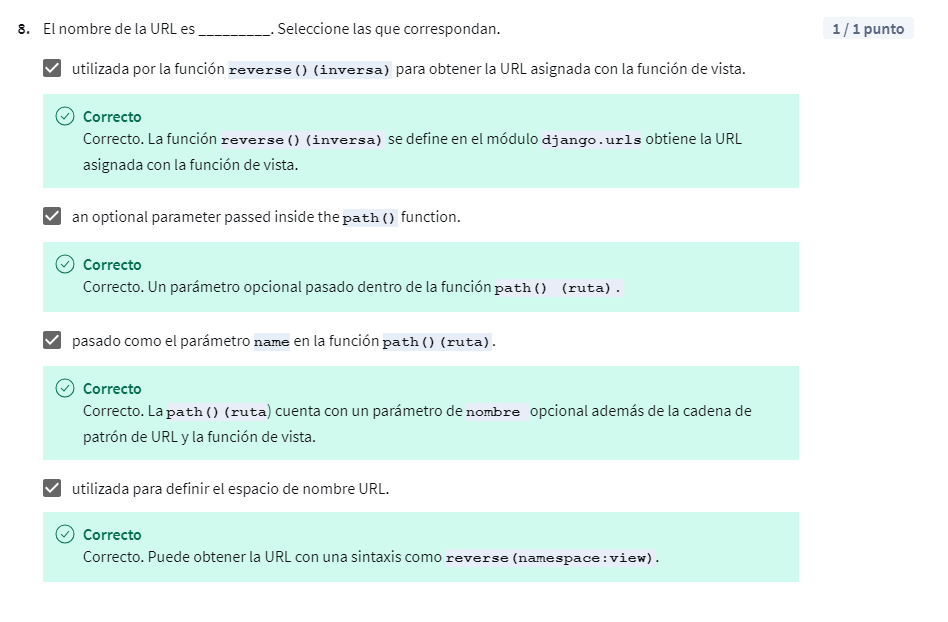 8. El nombre de la URL es _________. Seleccione las que correspondan.
1 / 1 punto
utilizada por la función reverse()(inversa) para obtener la URL asignada con la función de vista.
Correcto
Correcto. La función reverse()(inversa) se define en el módulo django.urls obtiene la URL
asignada con la función de vista.
an optional parameter passed inside the path() function.
Correcto
Correcto. Un parámetro opcional pasado dentro de la función path() (ruta).
pasado como el parámetro name en la función path()(ruta).
Correcto
Correcto. La path()(ruta) cuenta con un parámetro de nombre opcional además de la cadena de
patrón de URL y la función de vista.
utilizada para definir el espacio de nombre URL.
Correcto
Correcto. Puede obtener la URL con una sintaxis como reverse(namespace:view).